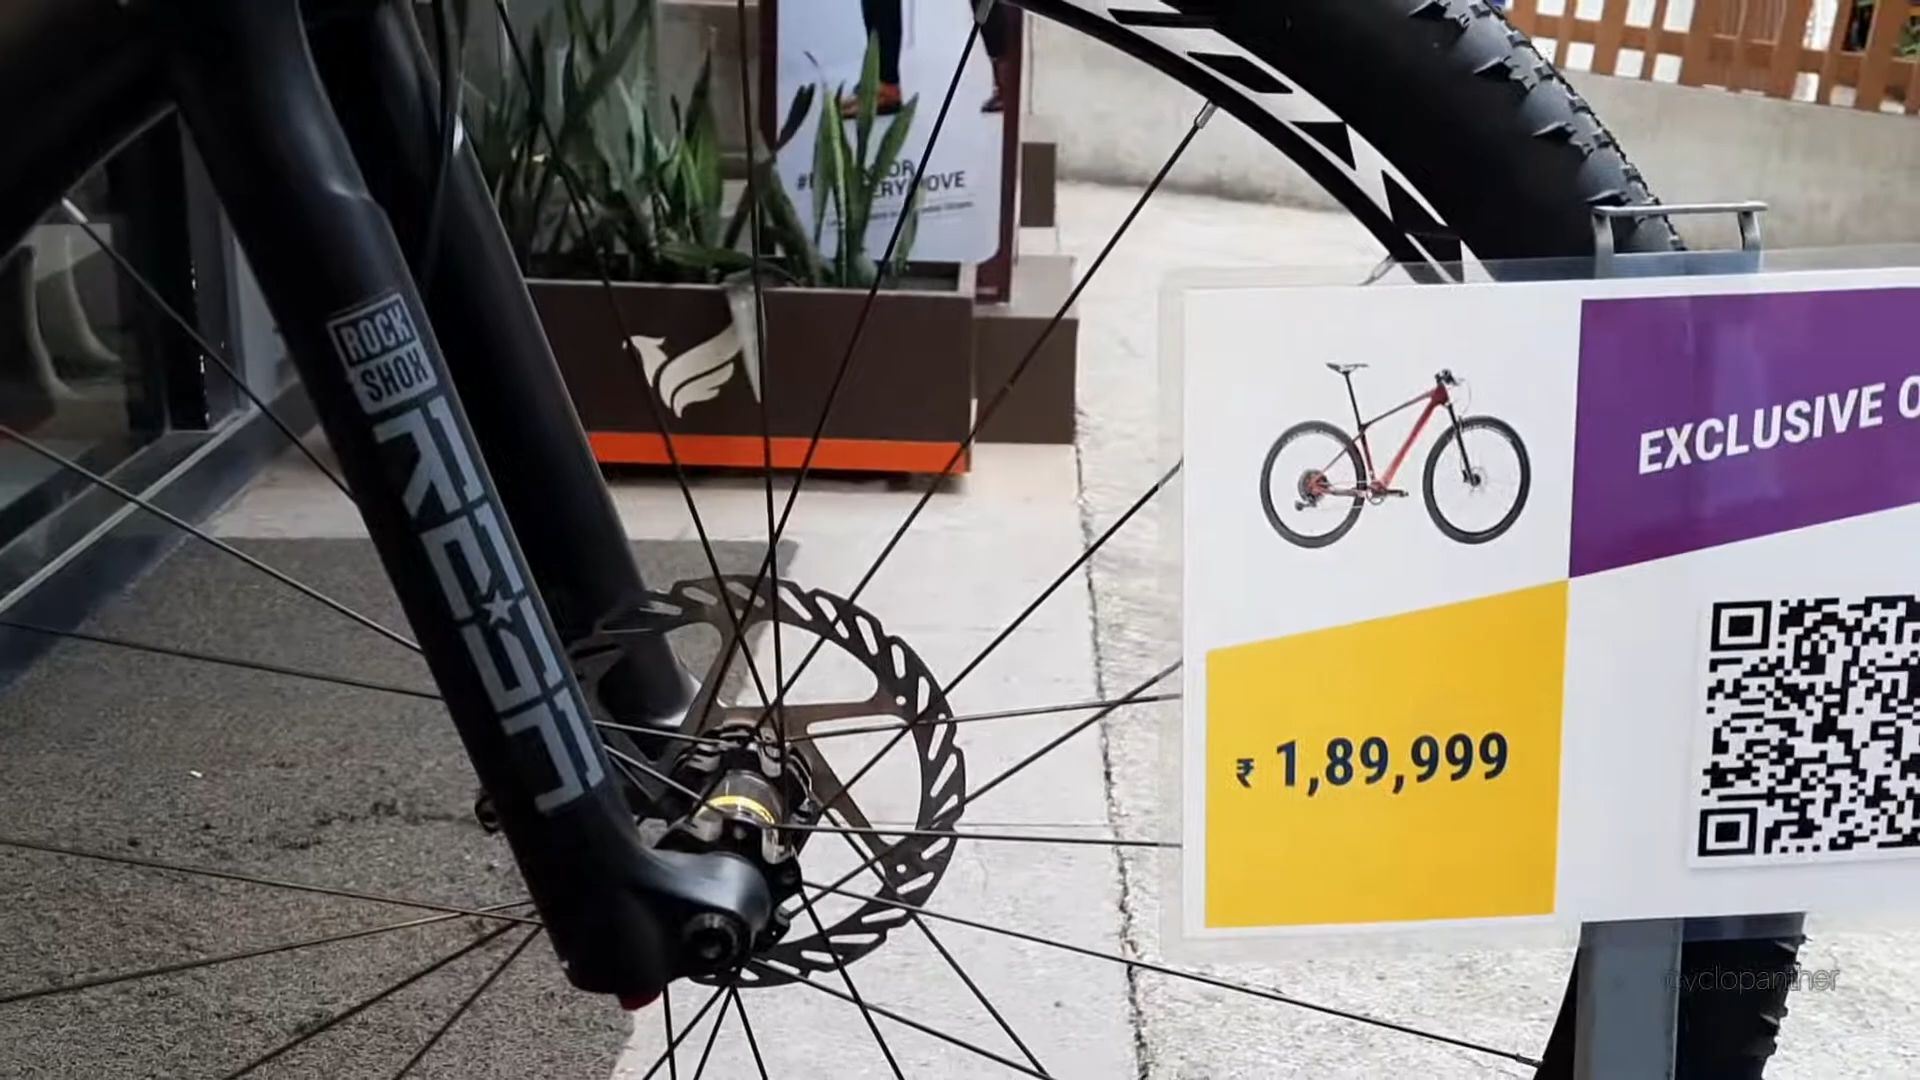 ROCK
SHOX
RECON
EXCLUSIVE O
₹ 1,89,999
cyclopanther